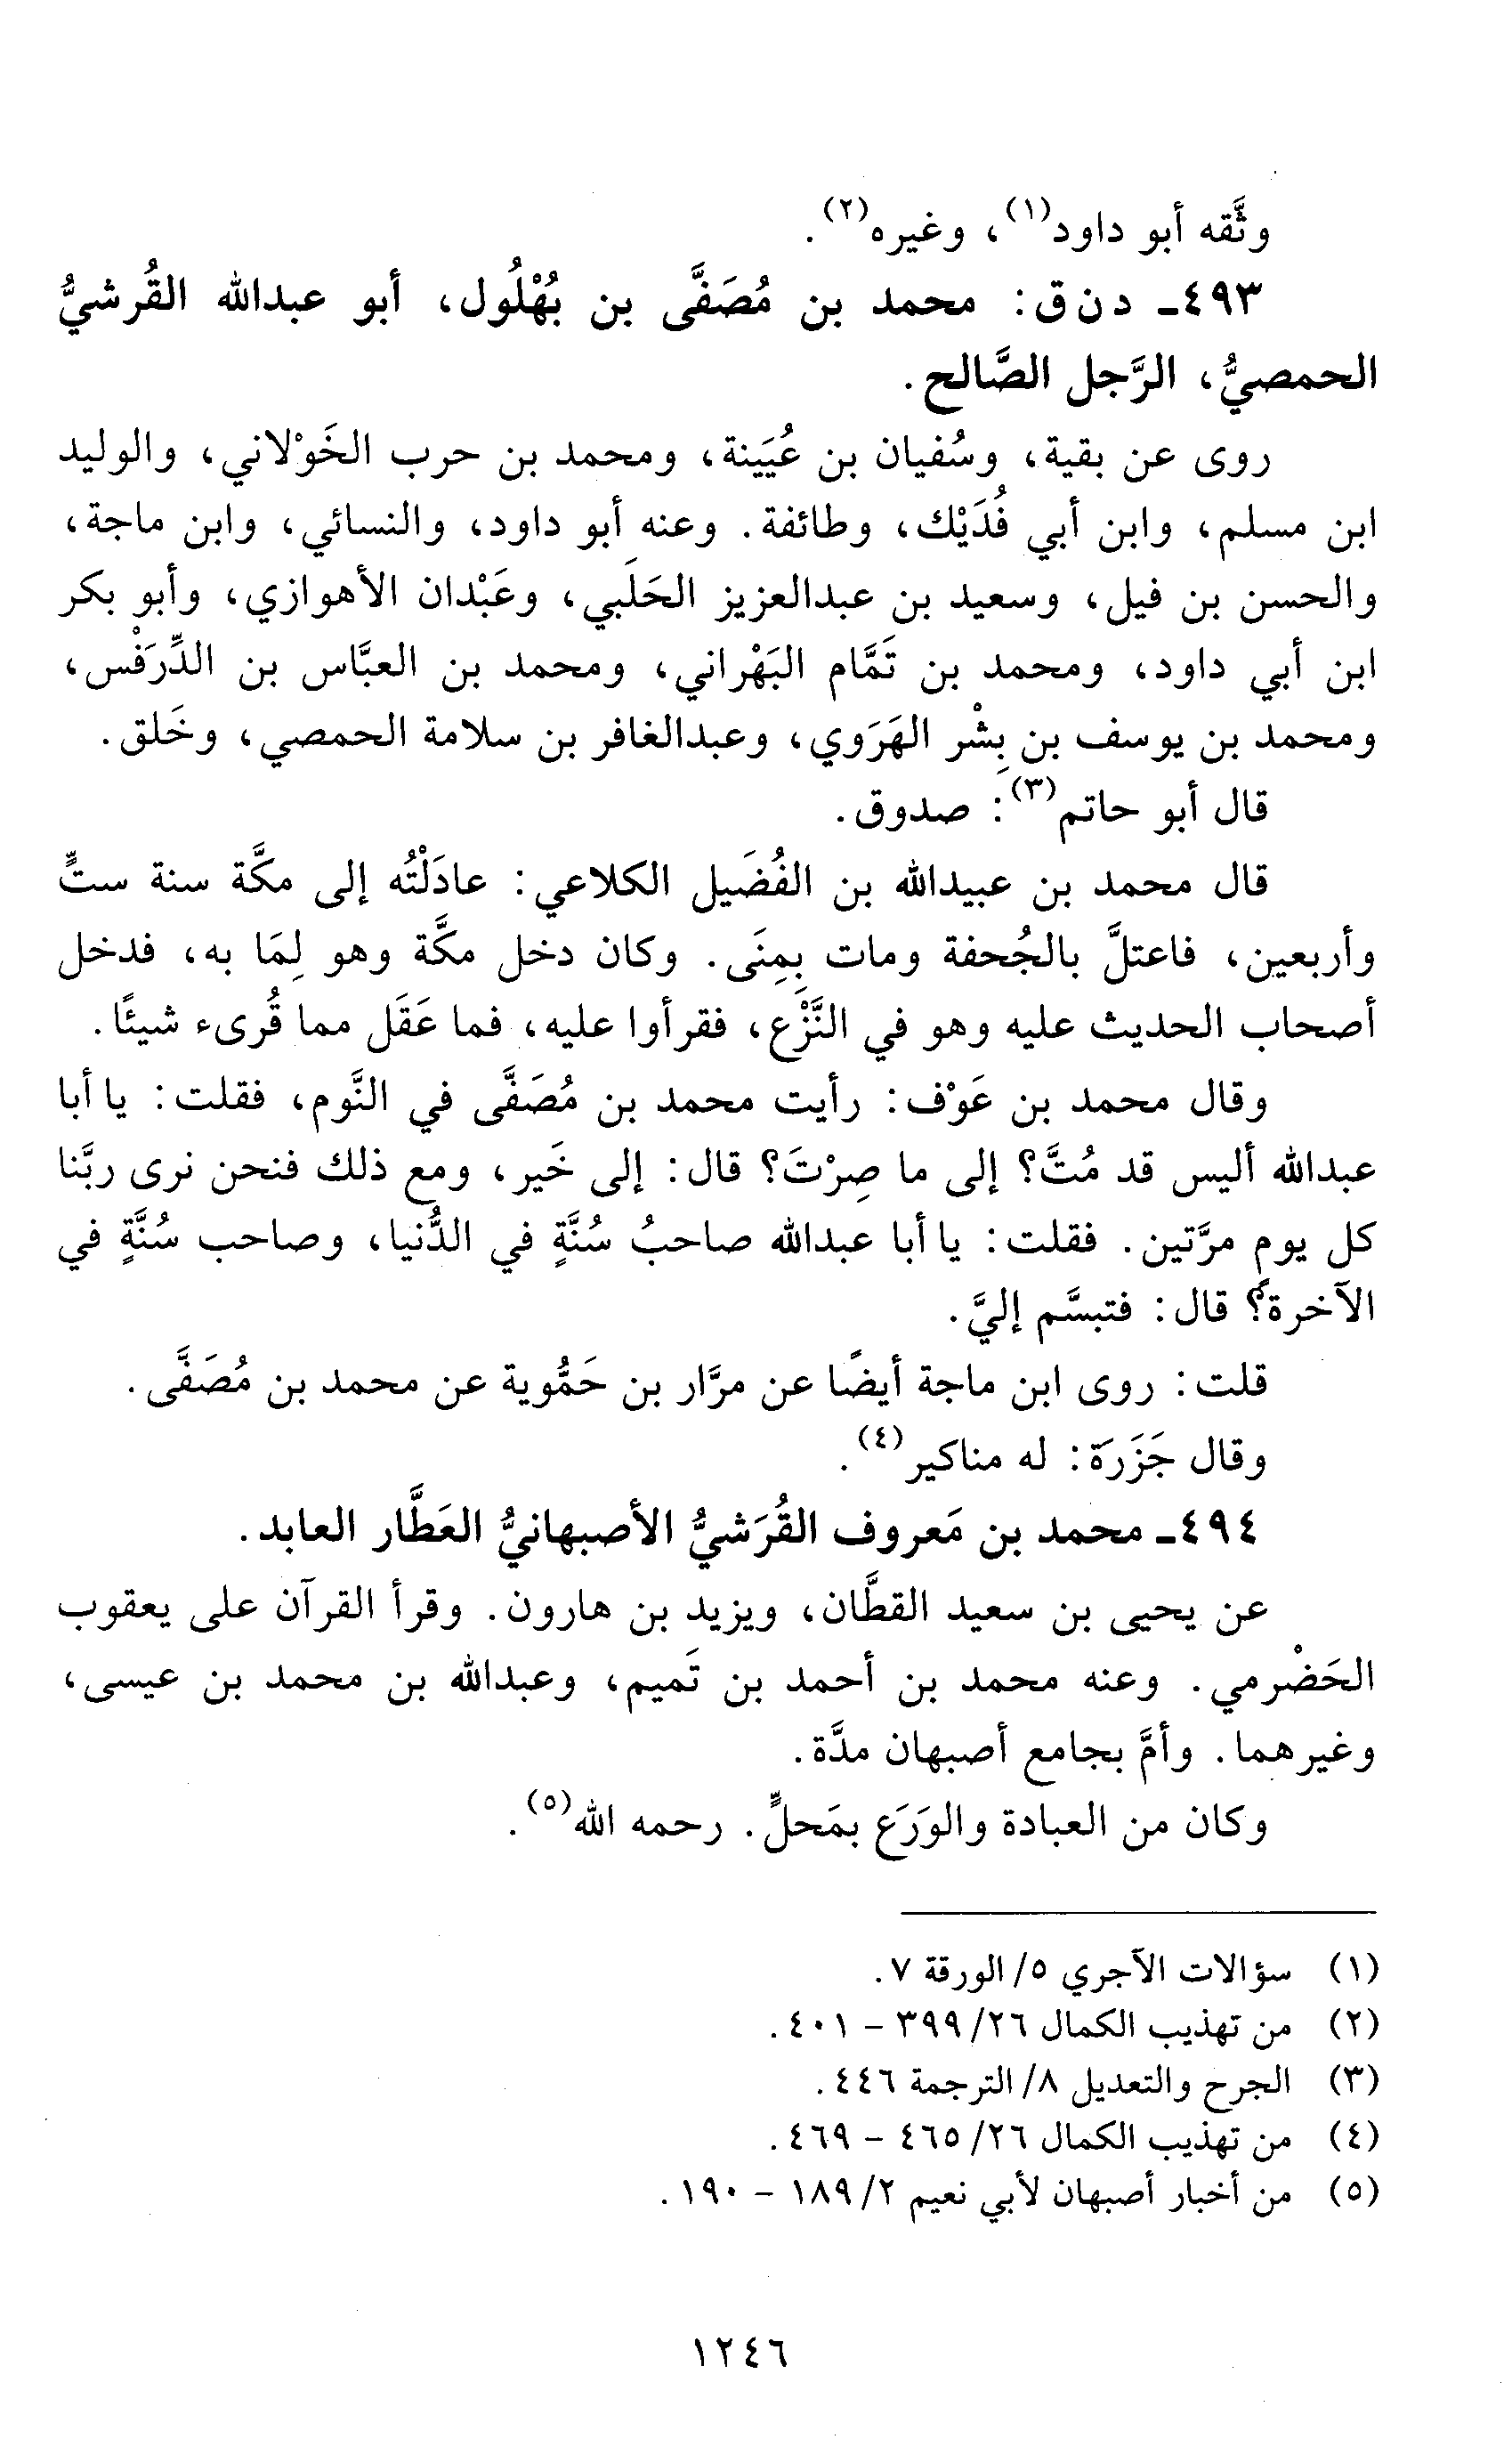 وثَّقه أبو داود(١)، وغيره(٢).
٤٩٣ـ د ن ق: محمد بن مُصَفَّى بن بُهْلُول، أبو عبدالله القُرشيُّ
الحمصيُّ، الرَّجل الصَّالح.
روى عن بقية، وسُفيان بن عُيَينة، ومحمد بن حرب الخَوْلاني، والوليد
ابن مسلم، وابن أبي فُدَيْك، وطائفة. وعنه أبو داود، والنسائي، وابن ماجة،
والحسن بن فيل، وسعيد بن عبدالعزيز الحَلَبي، وعَبْدان الأهوازي، وأبو بكر
ابن أبي داود، ومحمد بن تَمَّام البَهْراني، ومحمد بن العبَّاس بن الدِّرَفْس،
ومحمد بن يوسف بن بِشْر الهَرَوي، وعبدالغافر بن سلامة الحمصي، وخَلق.
قال أبو حاتم(٣): صدوق.
قال محمد بن عبيدالله بن الفُضَيل الكلاعي: عادَلْتُه إلى مكَّة سنة ستٍّ
وأربعين، فاعتلَّ بالجُحفة ومات بِمِنَى. وكان دخل مكَّة وهو لِمَا به، فدخل
أصحاب الحديث عليه وهو في النَّزْع، فقرأوا عليه، فما عَقَل مما قُرىء شيئًا.
وقال محمد بن عَوْف: رأيت محمد بن مُصَفَّى في النَّوم، فقلت: يا أبا
عبدالله أليس قد مُتَّ؟ إلى ما صِرْتَ؟ قال: إلى خَير، ومع ذلك فنحن نرى ربَّنا
كل يومٍ مرَّتين. فقلت: يا أبا عبدالله صاحبُ سُنَّةٍ في الدُّنيا، وصاحب سُنَّةٍ في
الآخرة؟ قال: فتبسَّم إليَّ.
قلت: روى ابن ماجة أيضًا عن مرَّار بن حَمُّوية عن محمد بن مُصَفَّى.
وقال جَزَرَة: له مناكير(٤).
٤٩٤ـ محمد بن مَعروف القُرَشيُّ الأصبهانيُّ العَطَّار العابد.
عن يحيى بن سعيد القطَّان، ويزيد بن هارون. وقرأ القرآن على يعقوب
الحَضْرمي. وعنه محمد بن أحمد بن تَميم، وعبدالله بن محمد بن عيسى،
وغيرهما. وأمَّ بجامع أصبهان مدَّة.
وكان من العبادة والوَرَع بمَحلٍّ. رحمه الله(٥).
(١) سؤالات الآجري ٥/ الورقة ٧.
(٢) من تهذيب الكمال ٢٦/ ٣٩٩ - ٤٠١.
(٣) الجرح والتعديل ٨/ الترجمة ٤٤٦.
(٤) من تهذيب الكمال ٢٦/ ٤٦٥ - ٤٦٩.
(٥) من أخبار أصبهان لأبي نعيم ٢/ ١٨٩ - ١٩٠.
١٢٤٦